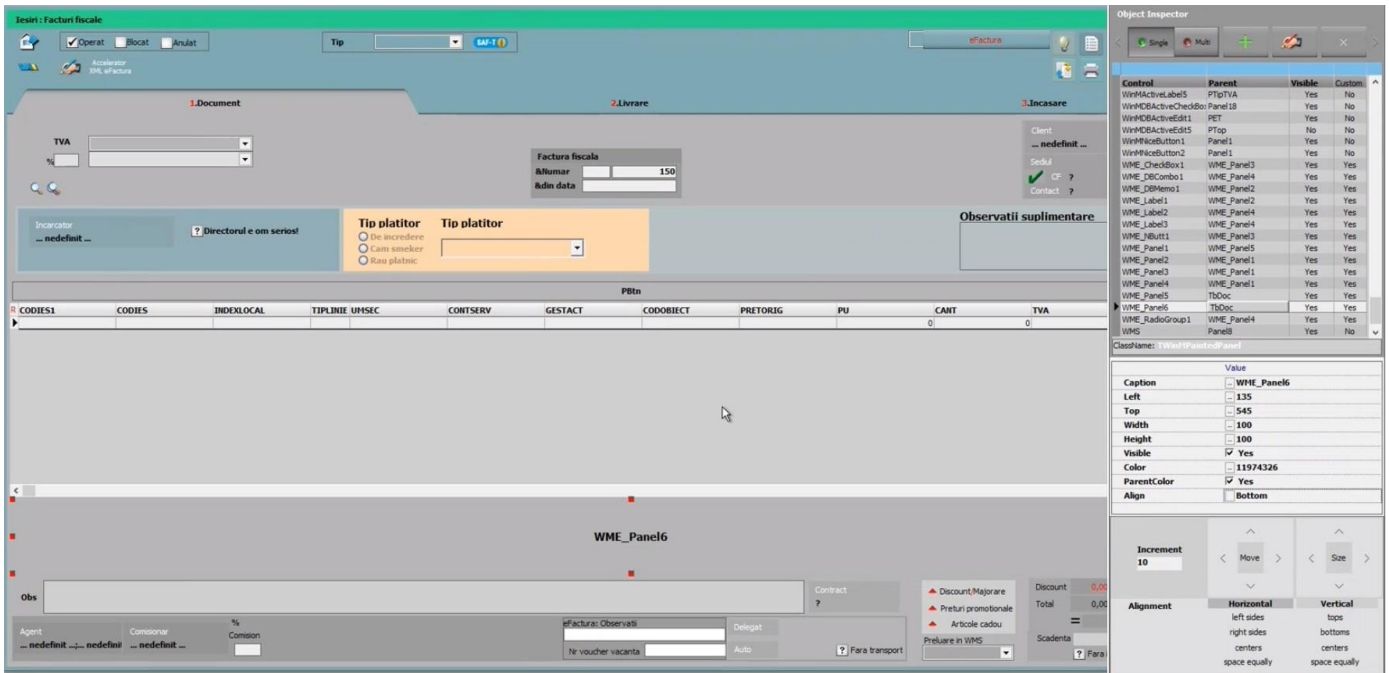 Iesiri : Facturi fiscale
Operat Blocat Anulat
Tip
SAF-T
eFactura
Accelerator
XML eFactura
1.Document
2.Livrare
3.Incasare
TVA
%
Factura fiscala
&Numar 150
&din data
Client
... nedefinit ...
Sediul
CF ?
Contact ?
Incarcator
... nedefinit ...
? Directorul e om serios!
Tip platitor
De incredere
Cam smeker
Rau platnic
Tip platitor
Observatii suplimentare
PBtn
R CODIES1 CODIES INDEXLOCAL TIPLINIE UMSEC CONTSERV GESTACT CODOBIECT PRETORIG PU CANT TVA
0 0
WME_Panel6
Obs
Contract
?
Discount/Majorare
Preturi promotionale
Articole cadou
Preluare in WMS
Discount 0,00
Total 0,00
=
Scadenta
? Fara
Agent
... nedefinit ...;... nedefinit
Comisionar
... nedefinit ...
%
Comision
eFactura: Observatii
Nr voucher vacanta
Delegat
Auto
? Fara transport
Object Inspector
Single Multi
Control Parent Visible Custom
WinMActiveLabel5 PTipTVA Yes No
WinMDBActiveCheckBo: Panel18 Yes No
WinMDBActiveEdit1 PET Yes No
WinMDBActiveEdit5 PTop No No
WinMNiceButton1 Panel1 Yes No
WinMNiceButton2 Panel1 Yes No
WME_CheckBox1 WME_Panel3 Yes Yes
WME_DBCombo1 WME_Panel4 Yes Yes
WME_DBMemo1 WME_Panel2 Yes Yes
WME_Label1 WME_Panel2 Yes Yes
WME_Label2 WME_Panel4 Yes Yes
WME_Label3 WME_Panel4 Yes Yes
WME_NButt1 WME_Panel3 Yes Yes
WME_Panel1 WME_Panel5 Yes Yes
WME_Panel2 WME_Panel1 Yes Yes
WME_Panel3 WME_Panel1 Yes Yes
WME_Panel4 WME_Panel1 Yes Yes
WME_Panel5 TbDoc Yes Yes
WME_Panel6 TbDoc Yes Yes
WME_RadioGroup1 WME_Panel4 Yes Yes
WMS Panel8 Yes No
ClassName: TWinMPaintedPanel
Value
Caption ... WME_Panel6
Left ... 135
Top ... 545
Width ... 100
Height ... 100
Visible Yes
Color ... 11974326
ParentColor Yes
Align Bottom
Increment
10
Move
Size
Alignment
Horizontal Vertical
left sides tops
right sides bottoms
centers centers
space equally space equally